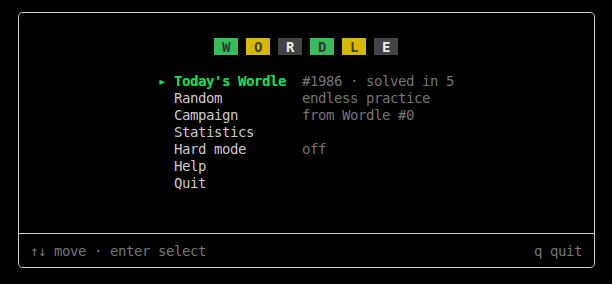 W O R D L E
▸ Today's Wordle #1986 · solved in 5
Random endless practice
Campaign from Wordle #0
Statistics
Hard mode off
Help
Quit
↑↓ move · enter select q quit